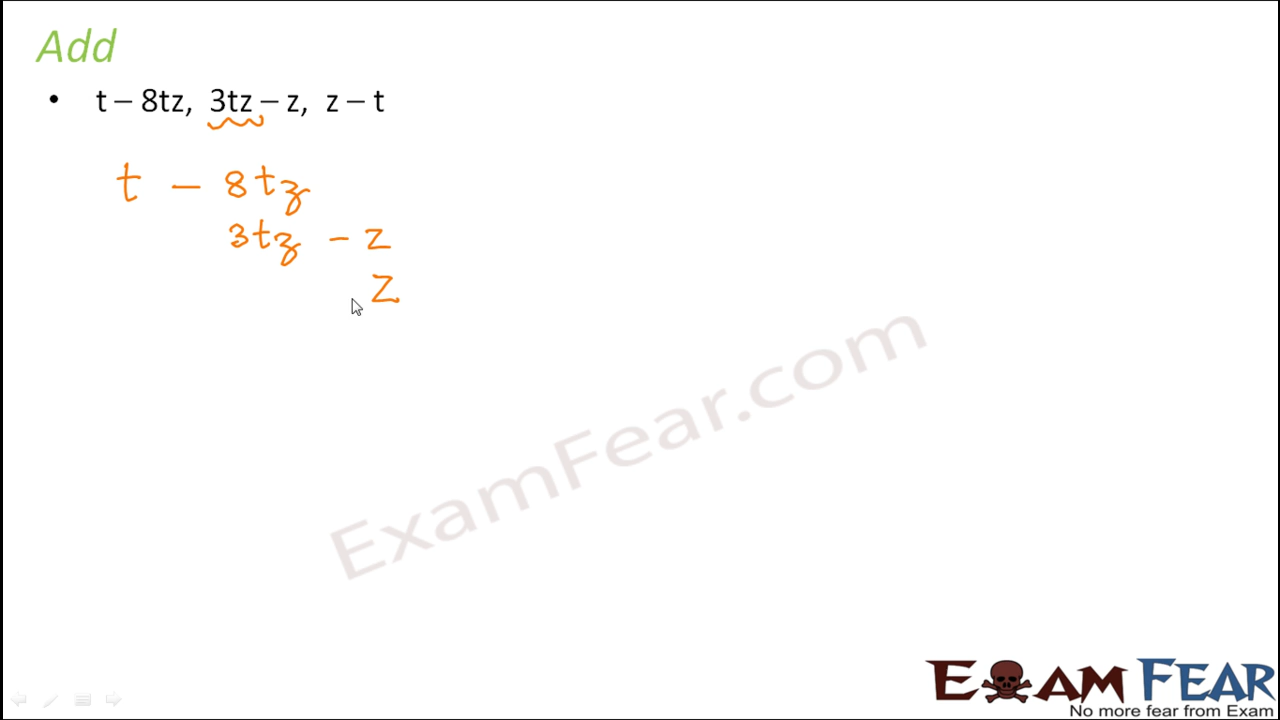 Add
• t – 8tz, 3tz – z, z – t
t – 8tz
3tz – z
z
ExamFear.com
EXAMFEAR
No more fear from Exam